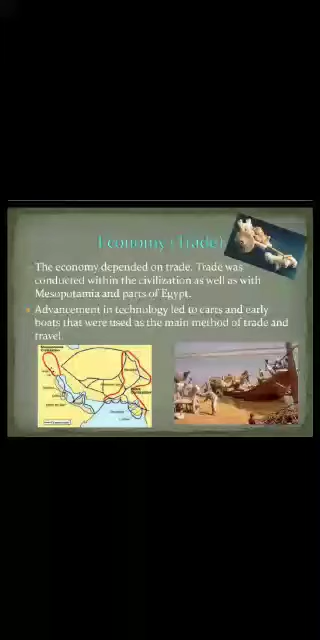 Economy (Trade)
The economy depended on trade. Trade was
conducted within the civilization as well as with
Mesopotamia and parts of Egypt.
Advancement in technology led to carts and early
boats that were used as the main method of trade and
travel.